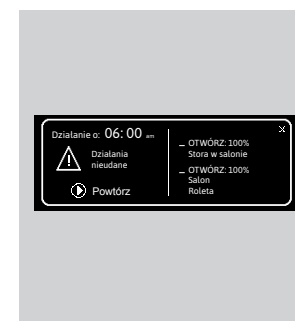 Działanie o: 06:00 am
Działania
nieudane
Powtórz
x
_ OTWÓRZ: 100%
Stora w salonie
_ OTWÓRZ: 100%
Salon
Roleta